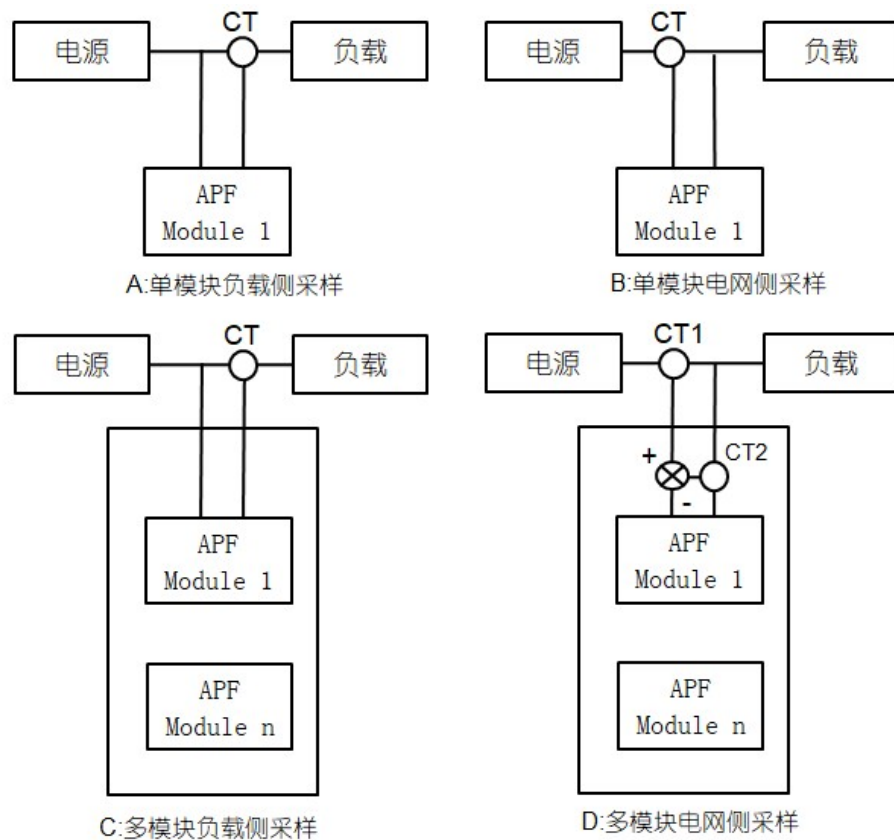 CT
电源
负载
APF
Module 1
A:单模块负载侧采样
CT
电源
负载
APF
Module 1
B:单模块电网侧采样
CT
电源
负载
APF
Module 1
APF
Module n
C:多模块负载侧采样
CT1
电源
负载
CT2
+
-
APF
Module 1
APF
Module n
D:多模块电网侧采样